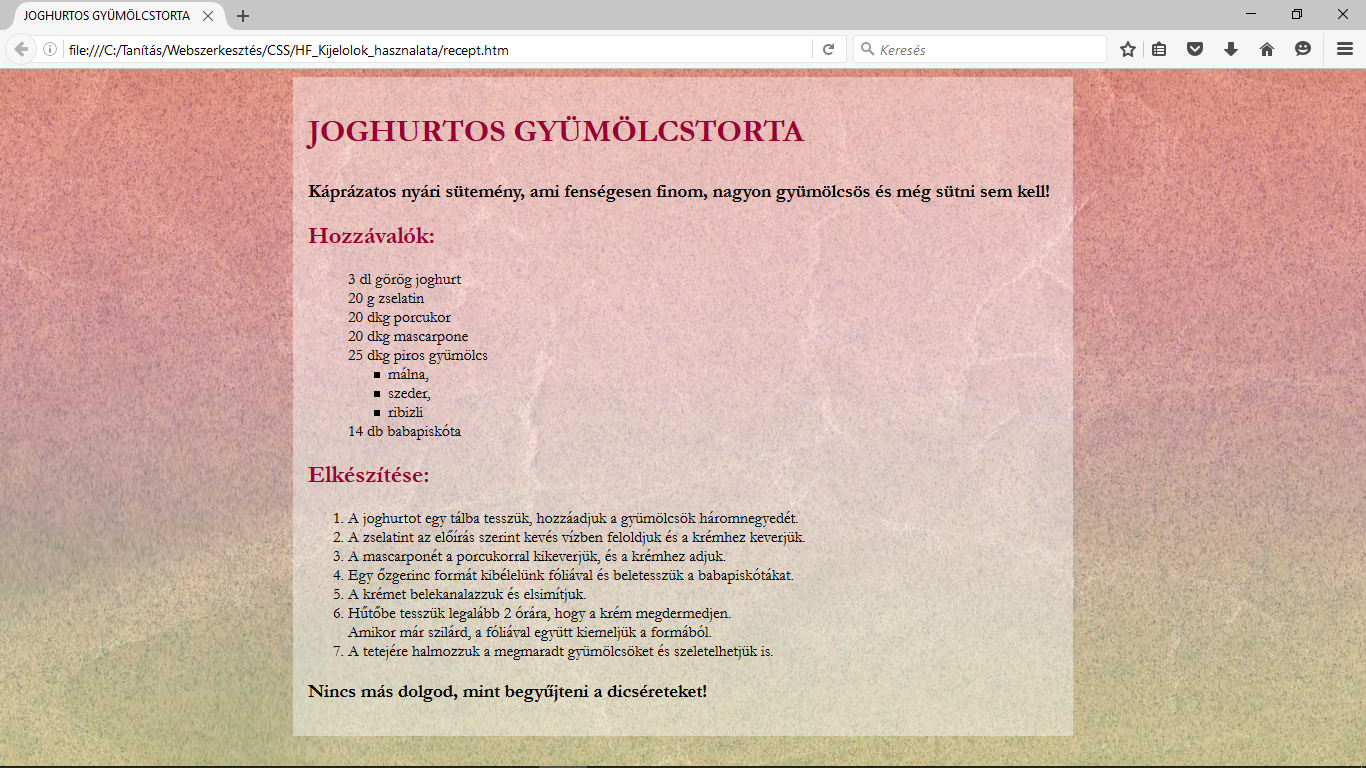 JOGHURTOS GYÜMÖLCSTORTA
file:///C:/Tanítás/Webszerkesztés/CSS/HF_Kijelolok_hasznalata/recept.htm
Keresés
JOGHURTOS GYÜMÖLCSTORTA
Káprázatos nyári sütemény, ami fenségesen finom, nagyon gyümölcsös és még sütni sem kell!
Hozzávalók:
3 dl görög joghurt
20 g zselatin
20 dkg porcukor
20 dkg mascarpone
25 dkg piros gyümölcs
málna,
szeder,
ribizli
14 db babapiskóta
Elkészítése:
1. A joghurtot egy tálba tesszük, hozzáadjuk a gyümölcsök háromnegyedét.
2. A zselatint az előírás szerint kevés vízben feloldjuk és a krémhez keverjük.
3. A mascarponét a porcukorral kikeverjük, és a krémhez adjuk.
4. Egy őzgerinc formát kibélelünk fóliával és beletesszük a babapiskótákat.
5. A krémet belekanalazzuk és elsimítjuk.
6. Hűtőbe tesszük legalább 2 órára, hogy a krém megdermedjen.
Amikor már szilárd, a fóliával együtt kiemeljük a formából.
7. A tetejére halmozzuk a megmaradt gyümölcsöket és szeletelhetjük is.
Nincs más dolgod, mint begyűjteni a dicséreteket!